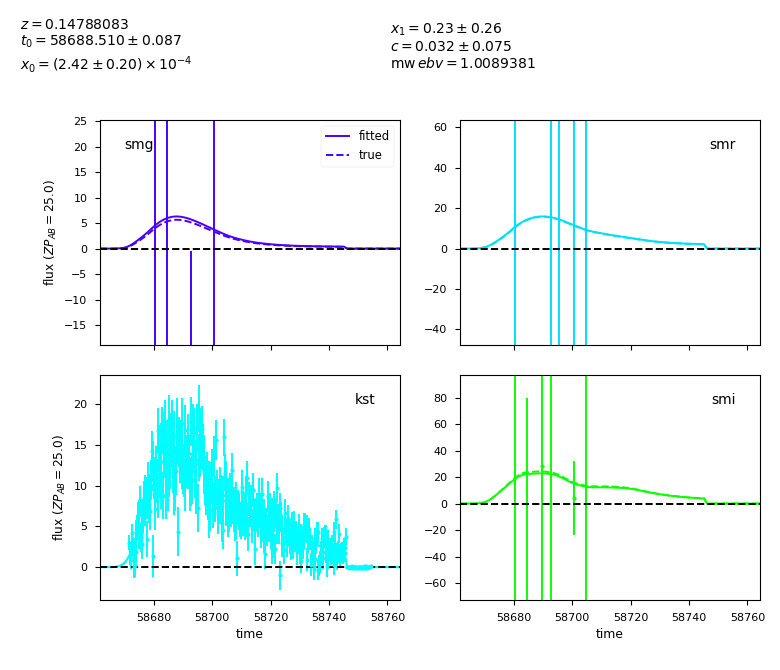 z = 0.14788083
t₀ = 58688.510 ± 0.087
x₀ = (2.42 ± 0.20) × 10⁻⁴
x₁ = 0.23 ± 0.26
c = 0.032 ± 0.075
mw ebv = 1.0089381
smg
fitted
true
25
20
15
10
5
0
−5
−10
−15
flux (ZP_AB = 25.0)
smr
60
40
20
0
−20
−40
kst
20
15
10
5
0
flux (ZP_AB = 25.0)
58680 58700 58720 58740 58760
time
smi
80
60
40
20
0
−20
−40
−60
58680 58700 58720 58740 58760
time